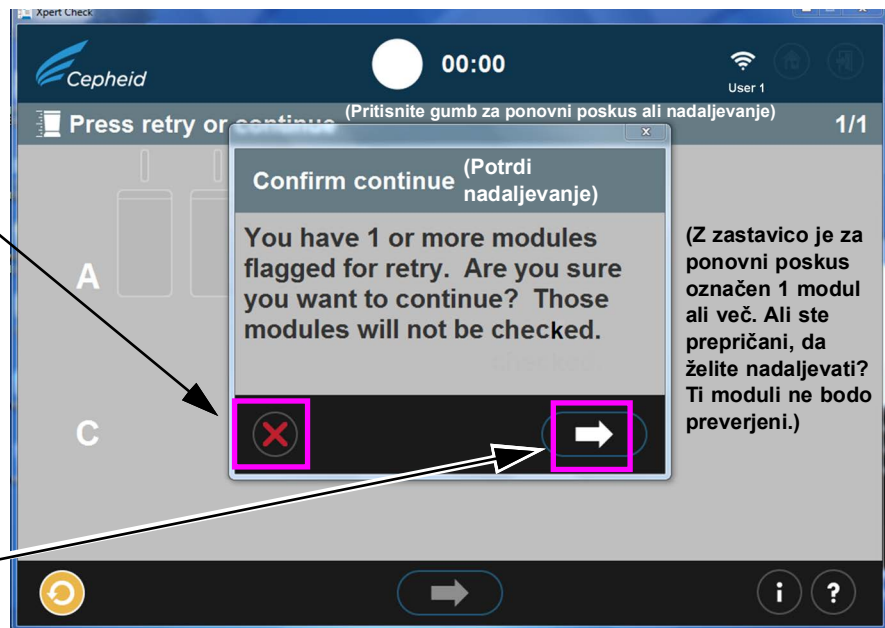 Xpert Check
Cepheid
00:00
User 1
Press retry or continue (Pritisnite gumb za ponovni poskus ali nadaljevanje)
1/1
x
Confirm continue (Potrdi
nadaljevanje)
You have 1 or more modules
flagged for retry. Are you sure
you want to continue? Those
modules will not be checked.
(Z zastavico je za
ponovni poskus
označen 1 modul
ali več. Ali ste
prepričani, da
želite nadaljevati?
Ti moduli ne bodo
preverjeni.)
A
C
i
?